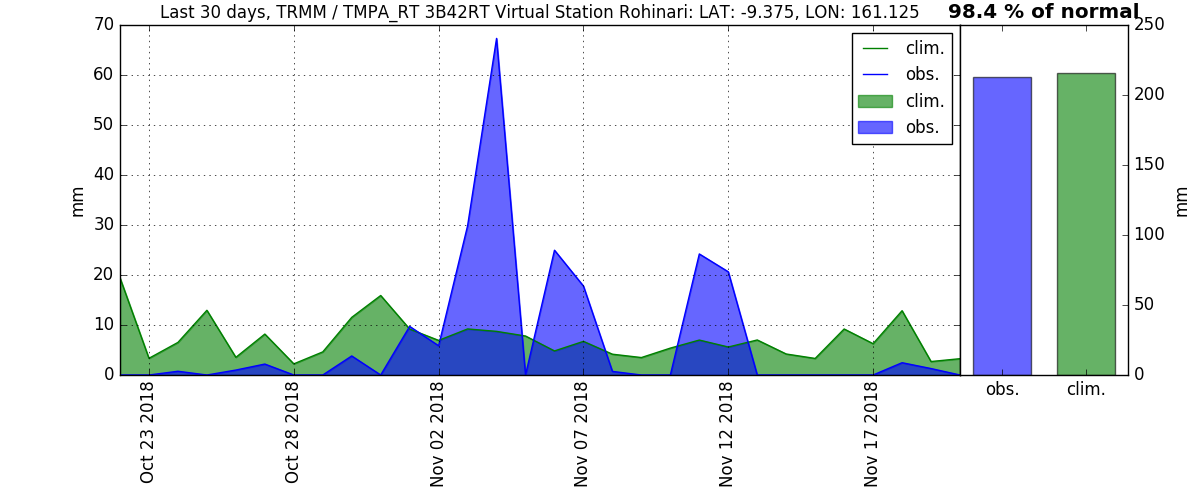 Last 30 days, TRMM / TMPA_RT 3B42RT Virtual Station Rohinari: LAT: -9.375, LON: 161.125
98.4 % of normal
70
60
50
40
30
20
10
0
mm
clim.
obs.
clim.
obs.
Oct 23 2018
Oct 28 2018
Nov 02 2018
Nov 07 2018
Nov 12 2018
Nov 17 2018
250
200
150
100
50
0
mm
obs.
clim.